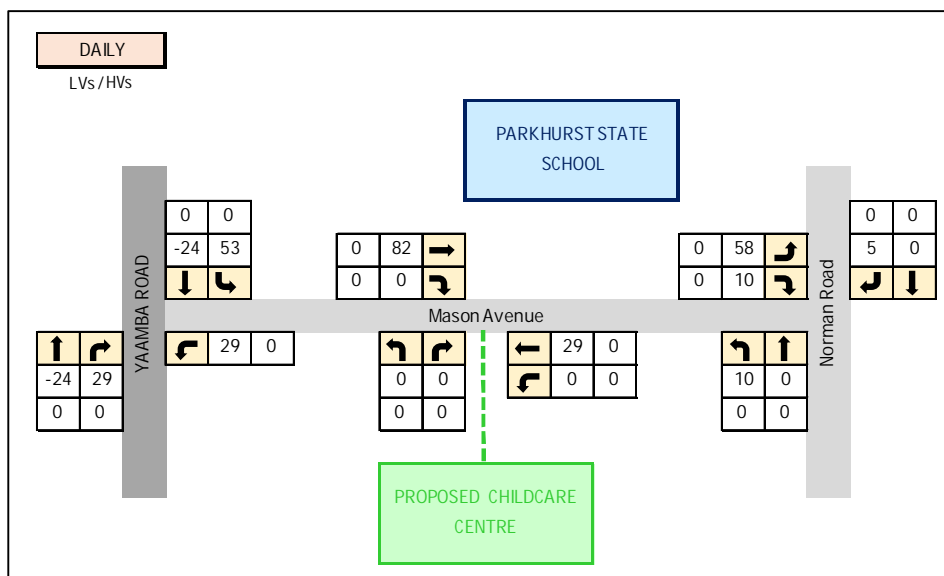 DAILY
LVs / HVs
PARKHURST STATE
SCHOOL
0 0
-24 53
0 82
0 0
0 58
0 10
0 0
5 0
YAAMBA ROAD
Mason Avenue
Norman Road
29 0
-24 29
0 0
0 0
0 0
29 0
0 0
10 0
0 0
PROPOSED CHILDCARE
CENTRE